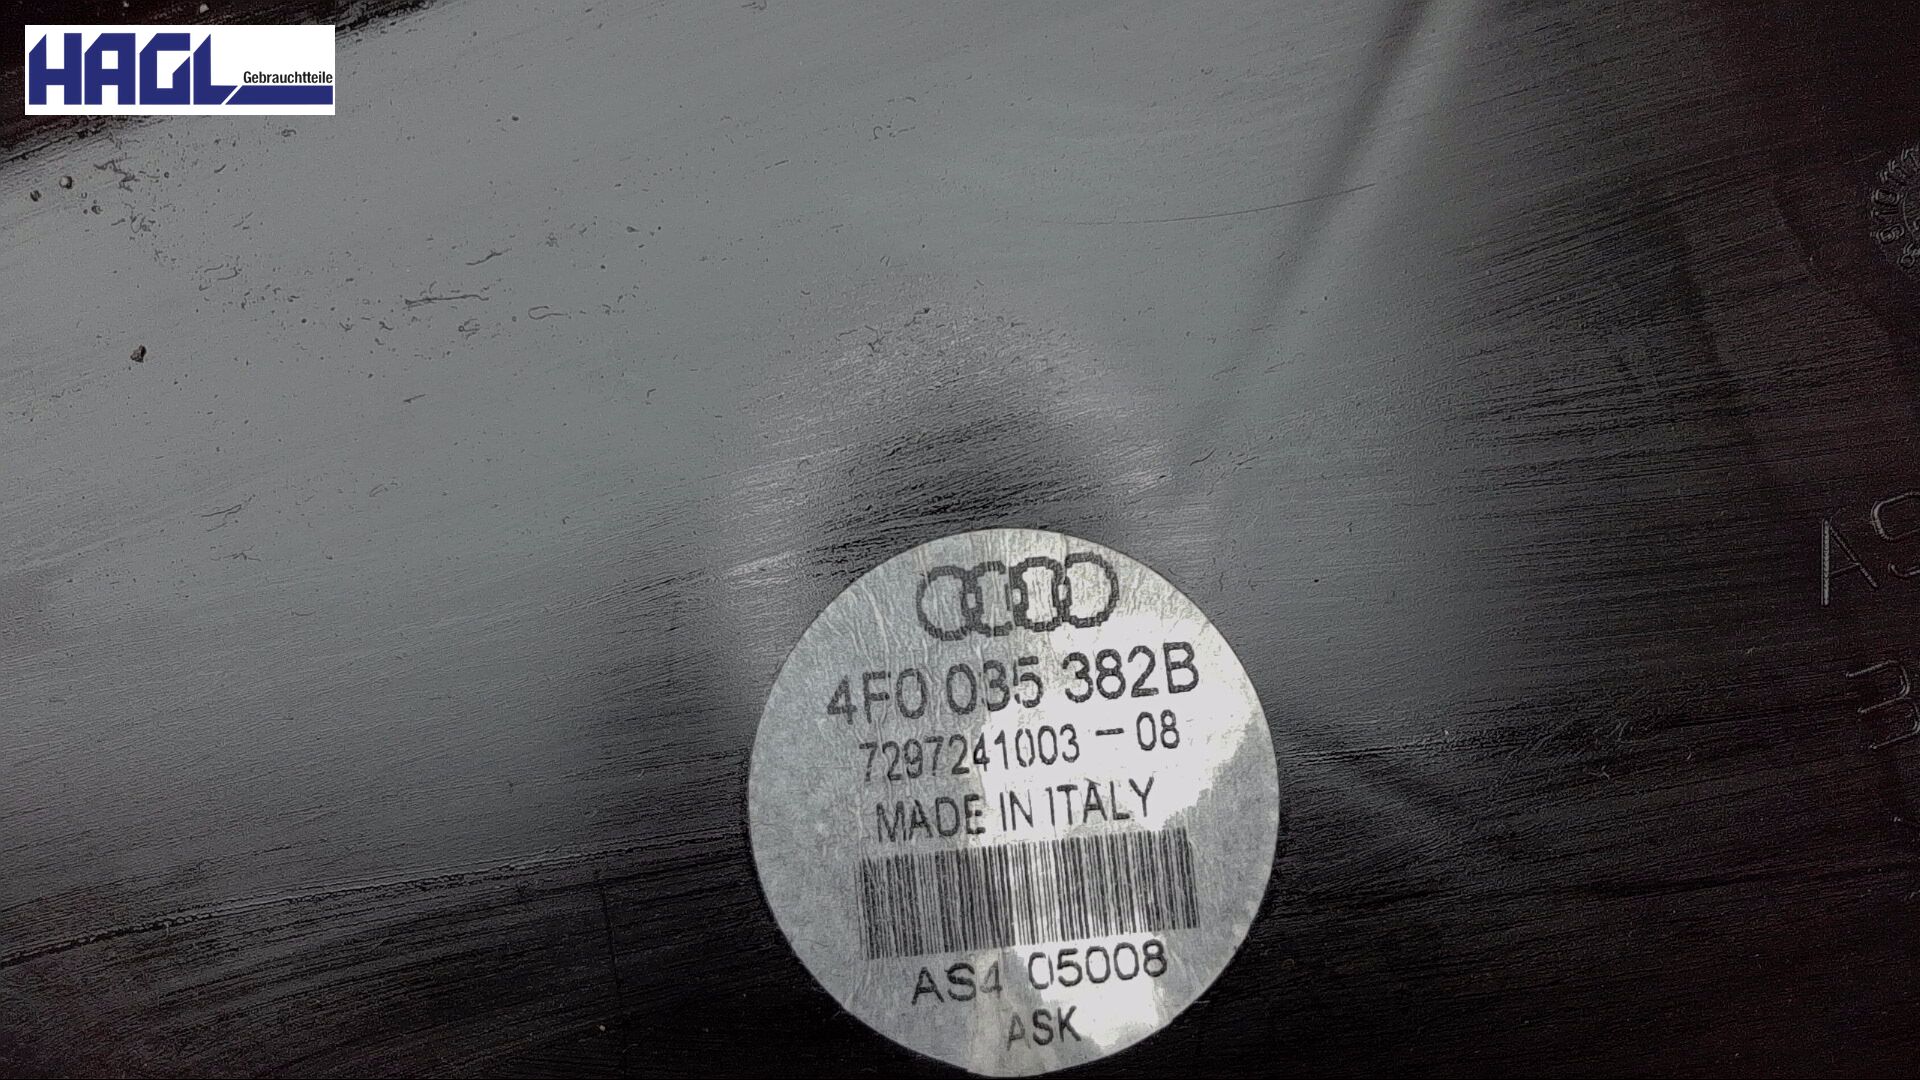 HAGL
Gebrauchtteile
4F0 035 382B
7297241003-08
MADE IN ITALY
AS4 05008
ASK